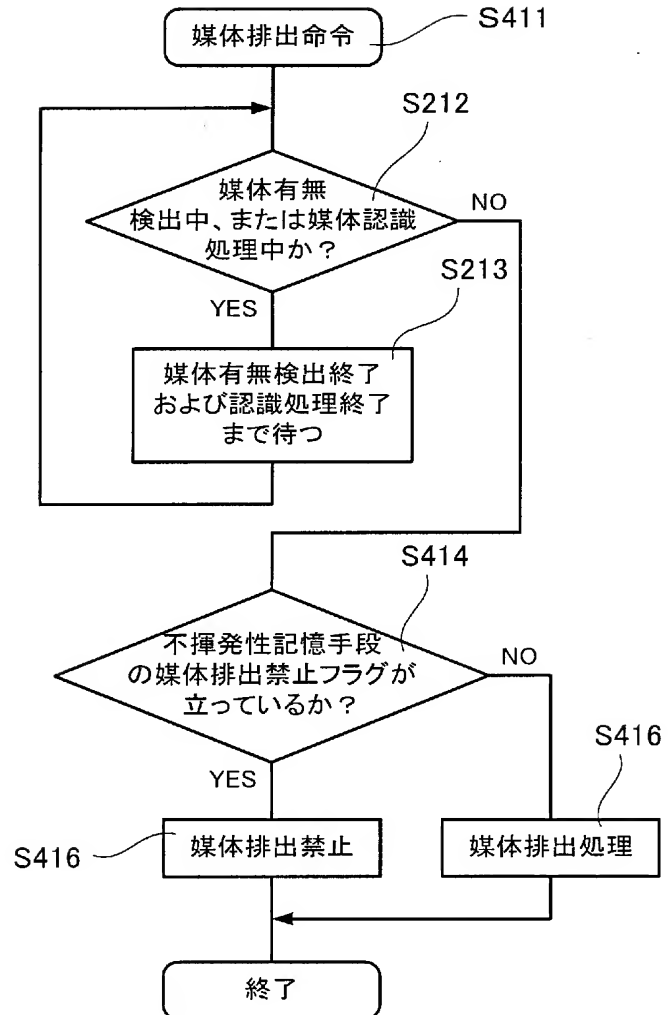 媒体排出命令
S411
S212
媒体有無
検出中、または媒体認識
処理中か？
NO
YES
S213
媒体有無検出終了
および認識処理終了
まで待つ
S414
不揮発性記憶手段
の媒体排出禁止フラグが
立っているか？
NO
YES
S416
S416
媒体排出禁止
媒体排出処理
終了